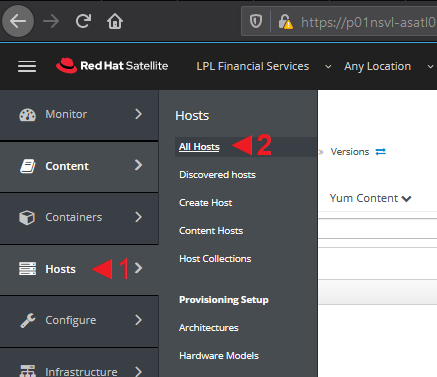 https://p01nsvl-asatl0
Red Hat Satellite LPL Financial Services Any Location
Monitor
Content
Containers
Hosts 1
Configure
Infrastructure
Hosts
All Hosts 2
Discovered hosts
Create Host
Content Hosts
Host Collections
Provisioning Setup
Architectures
Hardware Models
» Versions
Yum Content